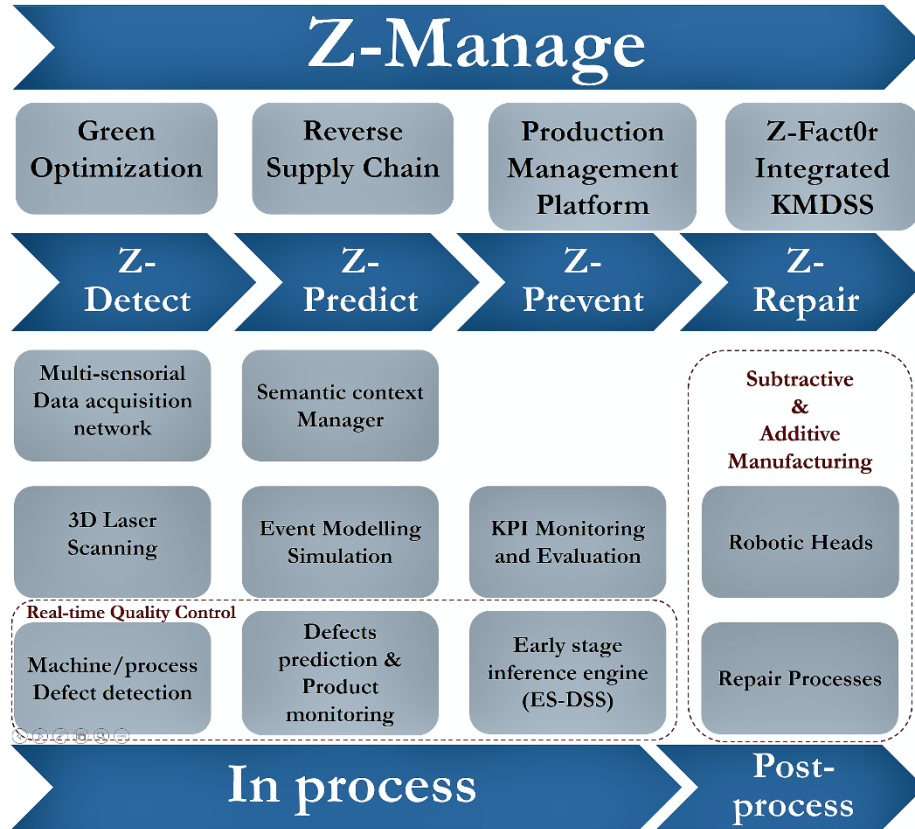 Z-Manage
Green
Optimization
Reverse
Supply Chain
Production
Management
Platform
Z-Fact0r
Integrated
KMDSS
Z-
Detect
Z-
Predict
Z-
Prevent
Z-
Repair
Multi-sensorial
Data acquisition
network
Semantic context
Manager
Subtractive
&
Additive
Manufacturing
3D Laser
Scanning
Event Modelling
Simulation
KPI Monitoring
and Evaluation
Robotic Heads
Real-time Quality Control
Machine/process
Defect detection
Defects
prediction &
Product
monitoring
Early stage
inference engine
(ES-DSS)
Repair Processes
In process
Post-
process